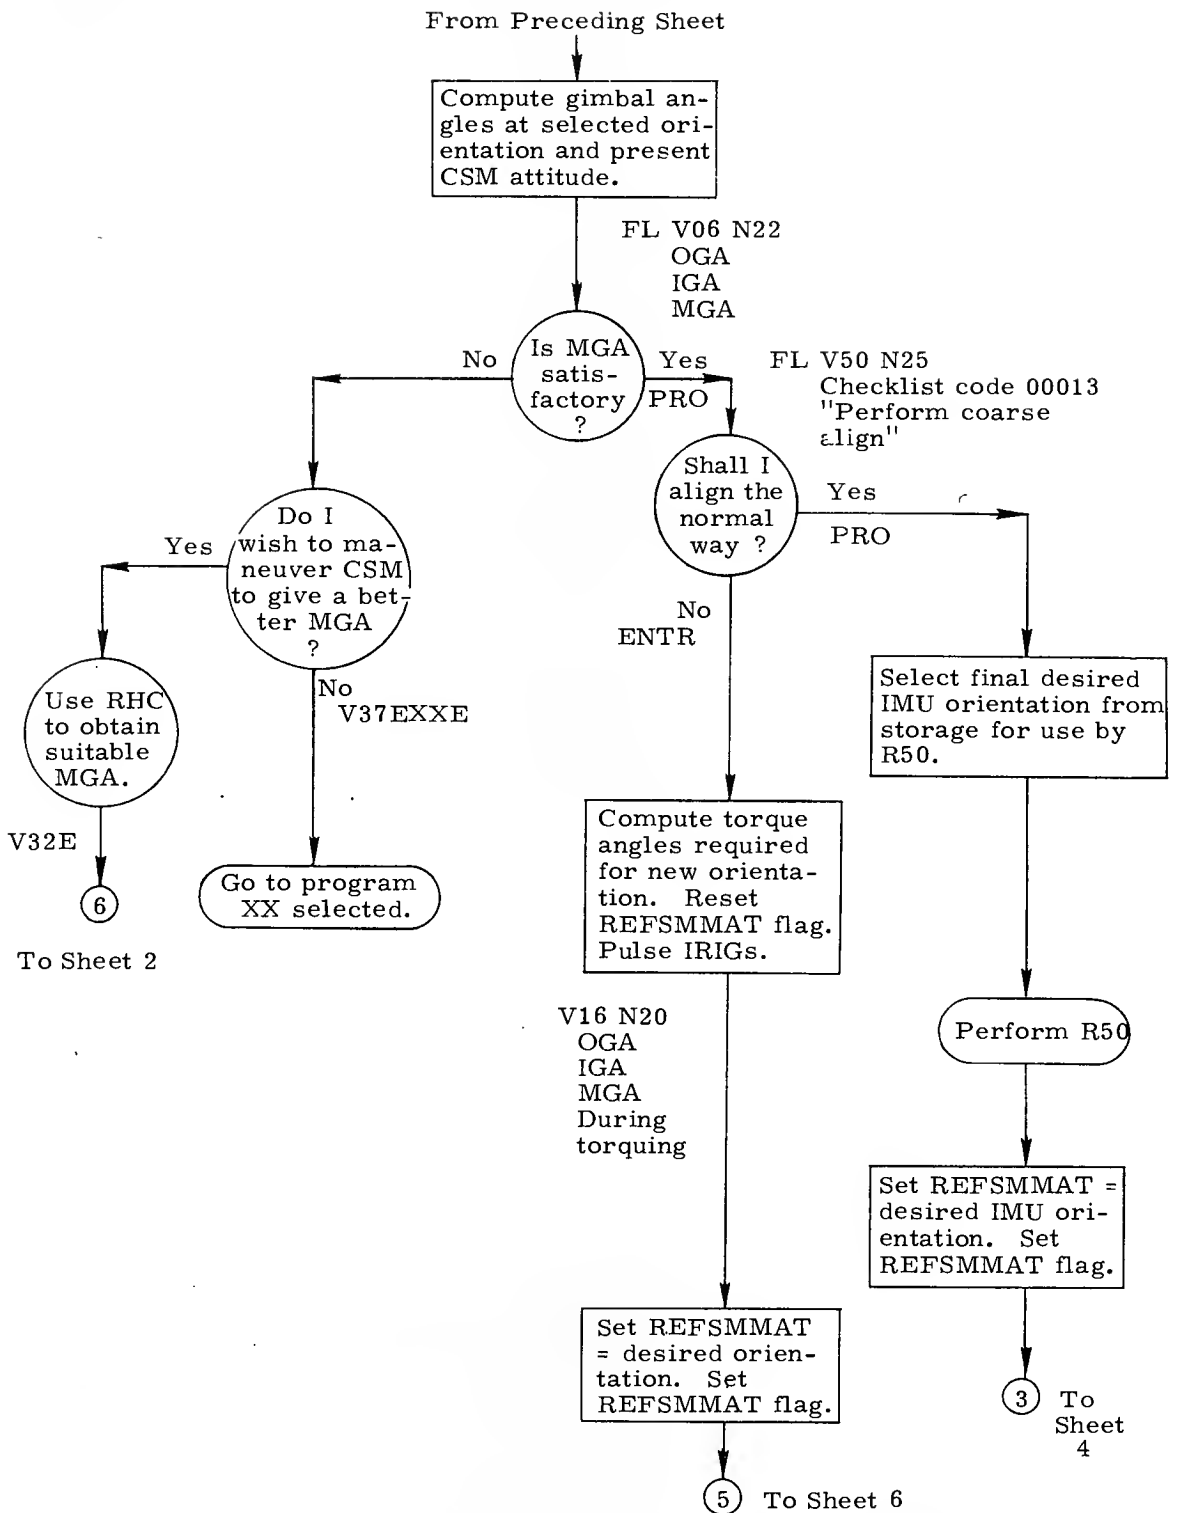 From Preceding Sheet
Compute gimbal an-
gles at selected ori-
entation and present
CSM attitude.
FL V06 N22
OGA
IGA
MGA
Is MGA
satis-
factory
?
No
Yes
PRO
FL V50 N25
Checklist code 00013
"Perform coarse
align"
Shall I
align the
normal
way ?
Yes
PRO
No
ENTR
Do I
wish to ma-
neuver CSM
to give a bet-
ter MGA
?
Yes
No
V37EXXE
Use RHC
to obtain
suitable
MGA.
V32E
6
To Sheet 2
Go to program
XX selected.
Select final desired
IMU orientation from
storage for use by
R50.
Compute torque
angles required
for new orienta-
tion. Reset
REFSMMAT flag.
Pulse IRIGs.
V16 N20
OGA
IGA
MGA
During
torquing
Perform R50
Set REFSMMAT =
desired IMU ori-
entation. Set
REFSMMAT flag.
3
To
Sheet
4
Set REFSMMAT
= desired orien-
tation. Set
REFSMMAT flag.
5
To Sheet 6